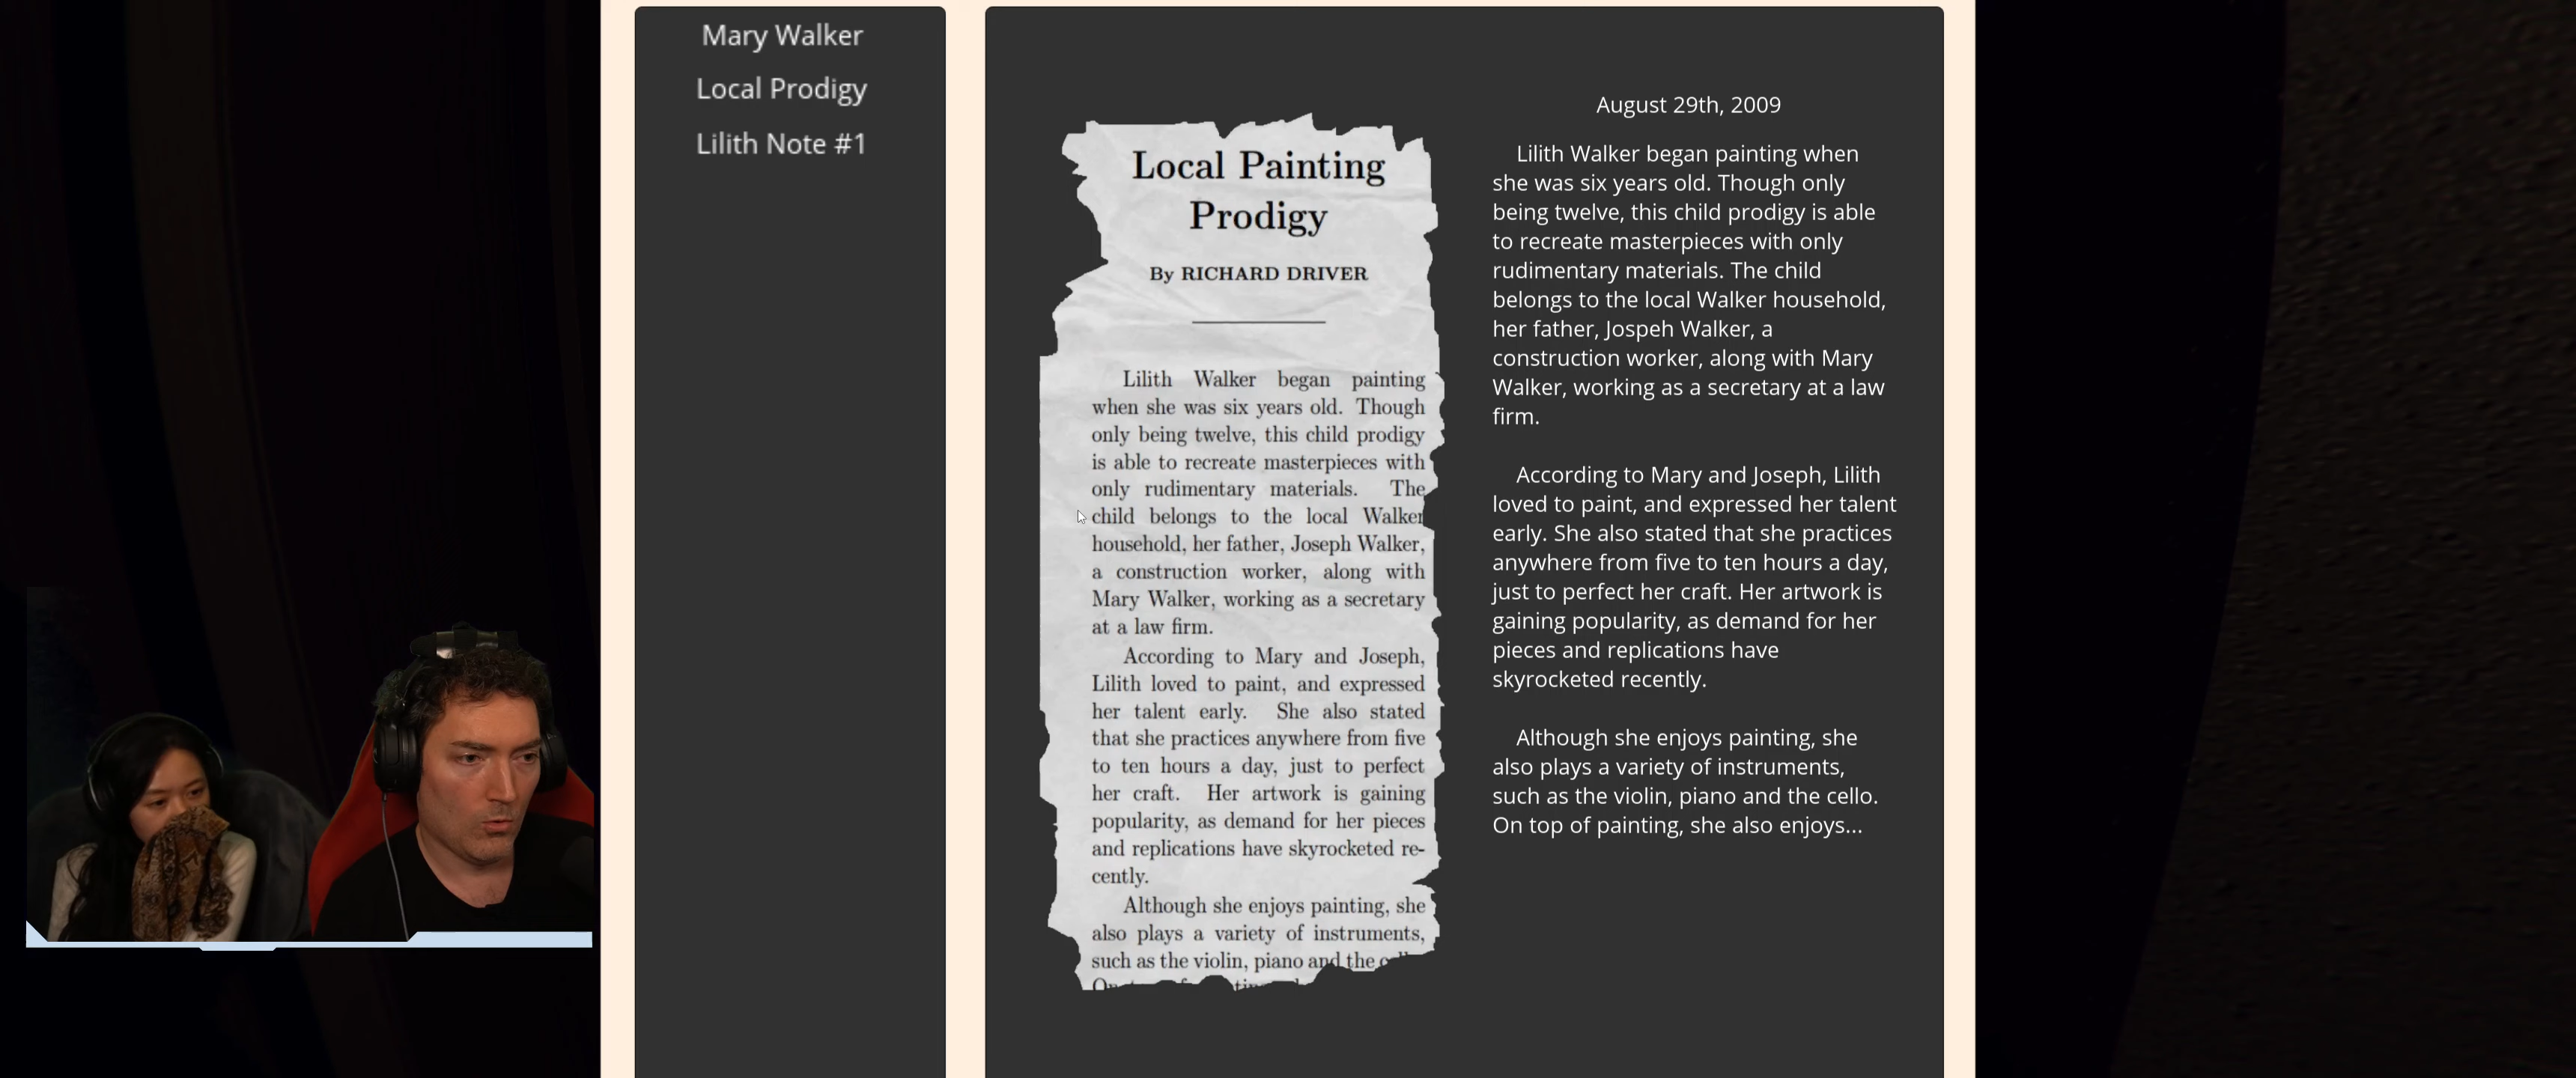 Mary Walker
Local Prodigy
Lilith Note #1
Local Painting
Prodigy
By RICHARD DRIVER
Lilith Walker began painting
when she was six years old. Though
only being twelve, this child prodigy
is able to recreate masterpieces with
only rudimentary materials. The
child belongs to the local Walker
household, her father, Joseph Walker,
a construction worker, along with
Mary Walker, working as a secretary
at a law firm.
According to Mary and Joseph,
Lilith loved to paint, and expressed
her talent early. She also stated
that she practices anywhere from five
to ten hours a day, just to perfect
her craft. Her artwork is gaining
popularity, as demand for her pieces
and replications have skyrocketed re-
cently.
Although she enjoys painting, she
also plays a variety of instruments,
such as the violin, piano and the
August 29th, 2009
Lilith Walker began painting when
she was six years old. Though only
being twelve, this child prodigy is able
to recreate masterpieces with only
rudimentary materials. The child
belongs to the local Walker household,
her father, Jospeh Walker, a
construction worker, along with Mary
Walker, working as a secretary at a law
firm.
According to Mary and Joseph, Lilith
loved to paint, and expressed her talent
early. She also stated that she practices
anywhere from five to ten hours a day,
just to perfect her craft. Her artwork is
gaining popularity, as demand for her
pieces and replications have
skyrocketed recently.
Although she enjoys painting, she
also plays a variety of instruments,
such as the violin, piano and the cello.
On top of painting, she also enjoys...